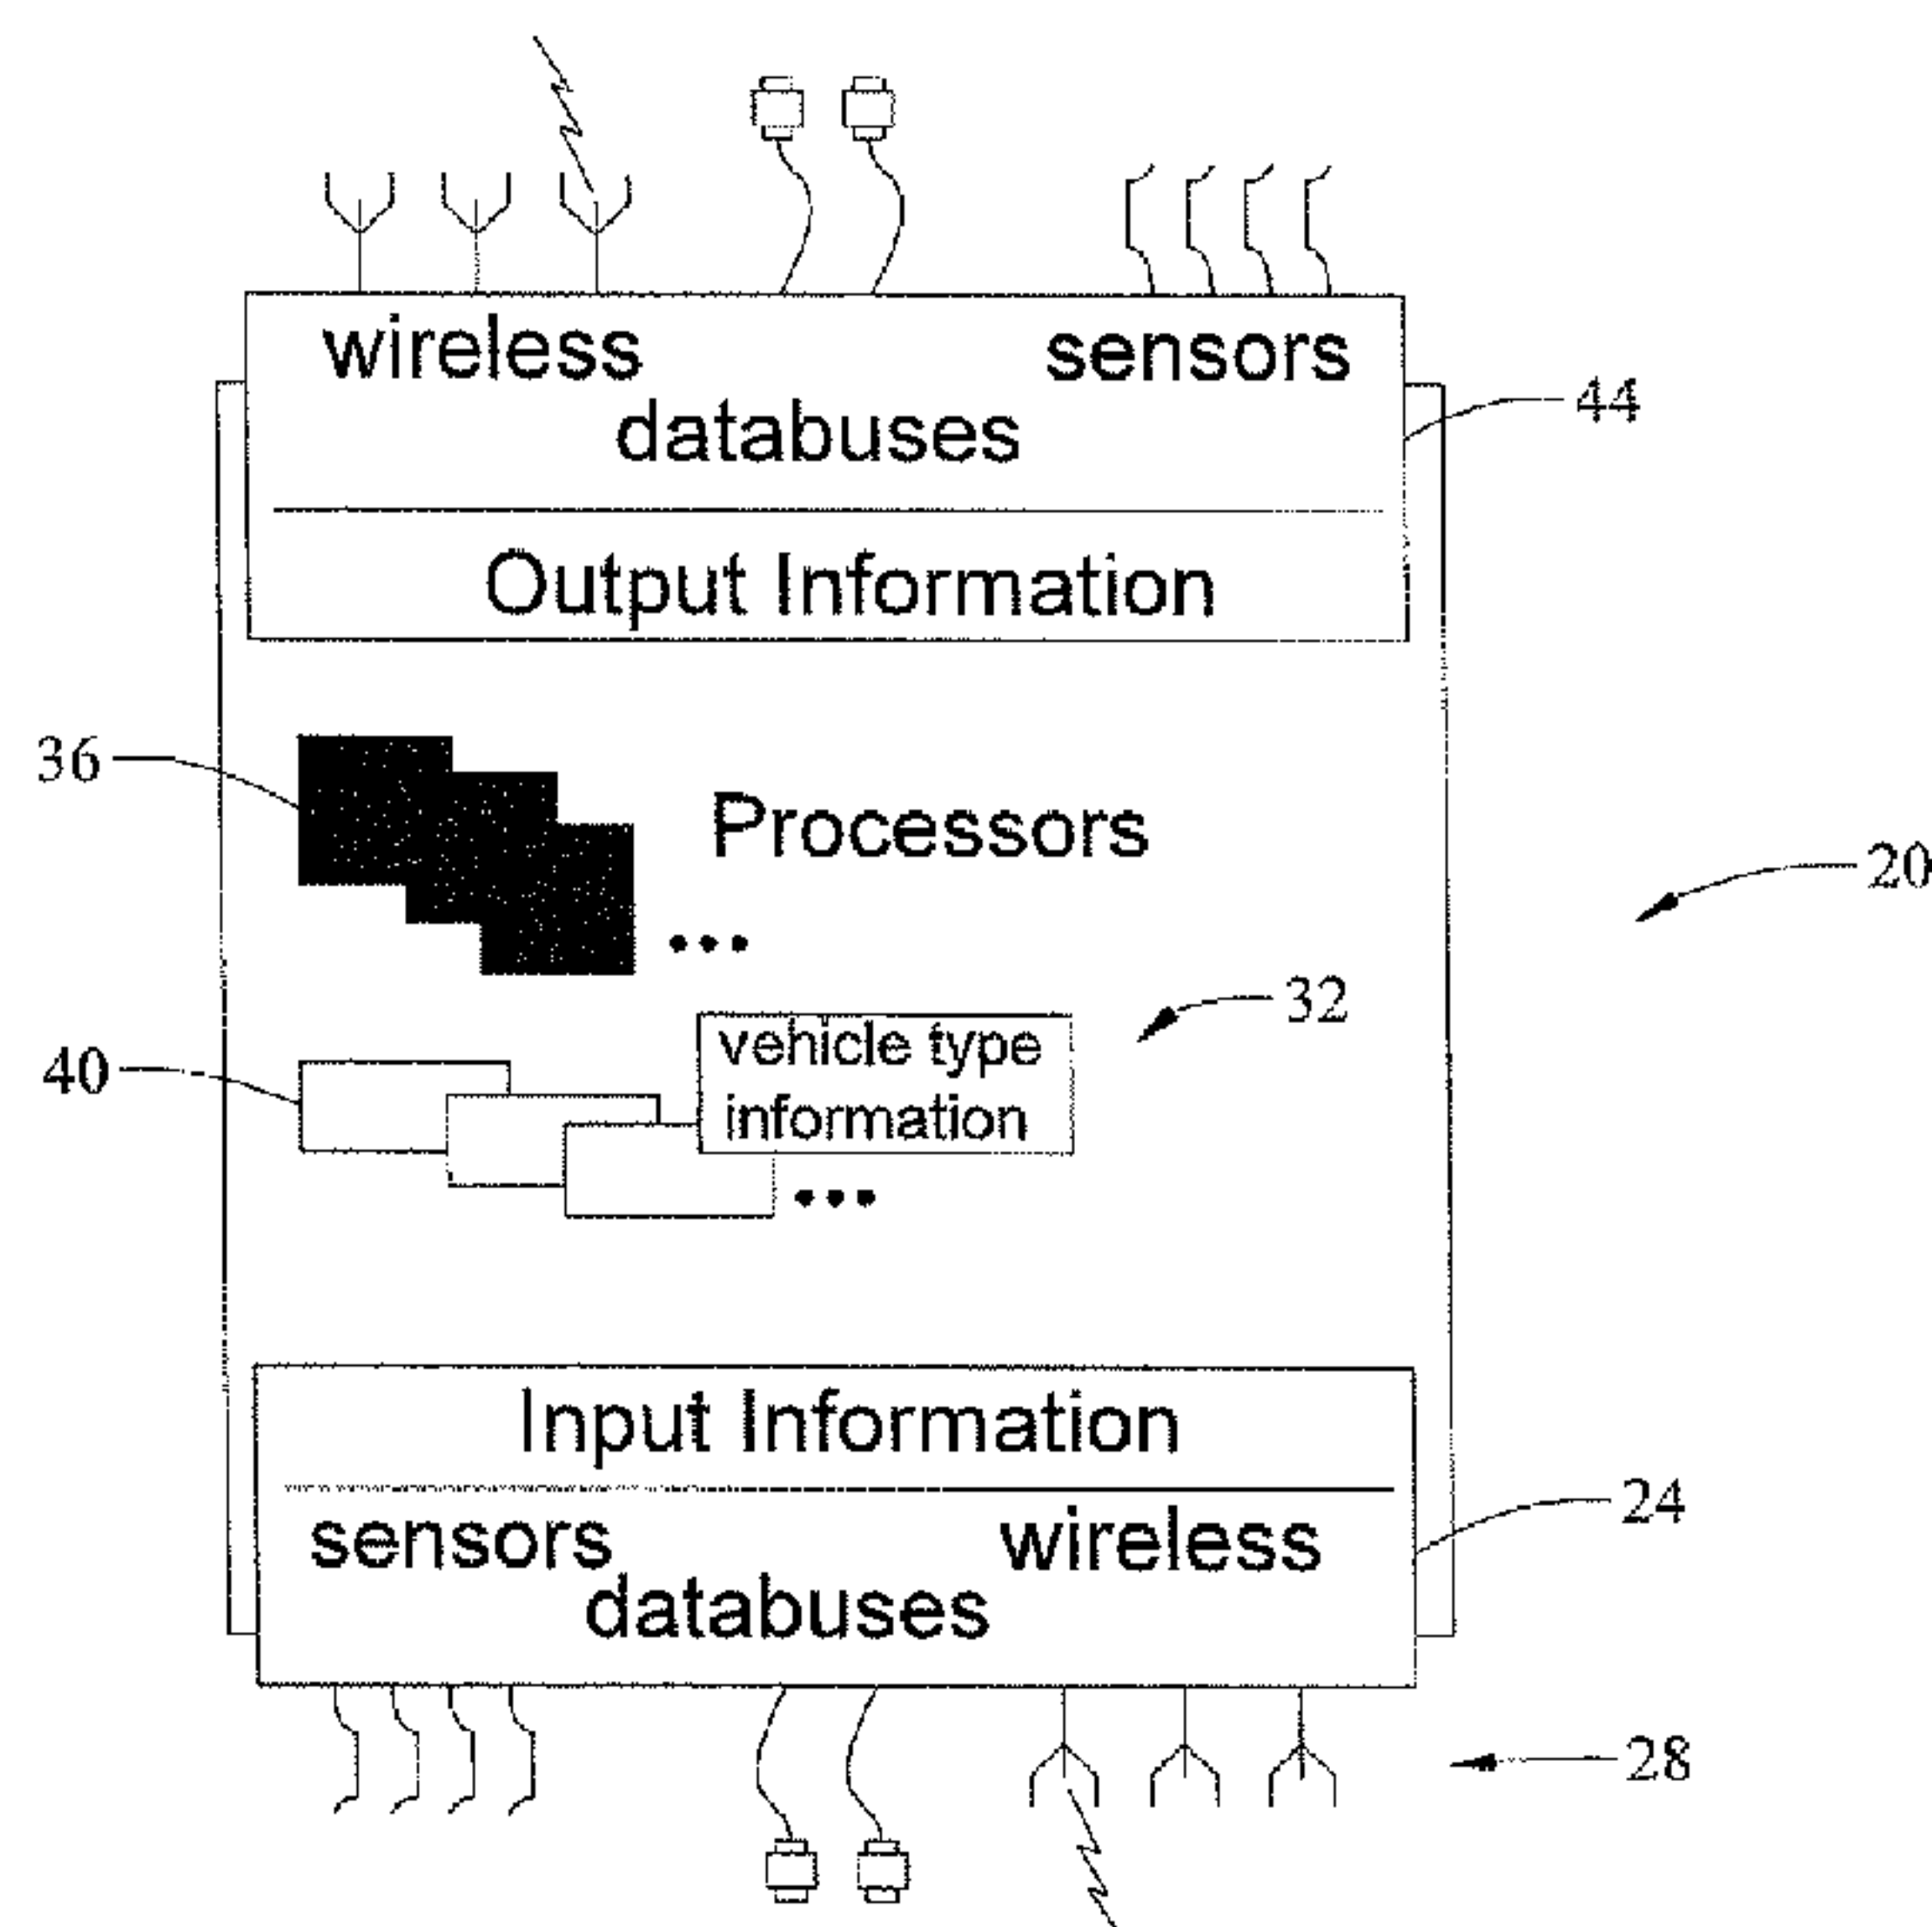 wireless sensors
databuses
44
Output Information
36
Processors
20
32
vehicle type
information
40
Input Information
24
sensors wireless
databuses
28